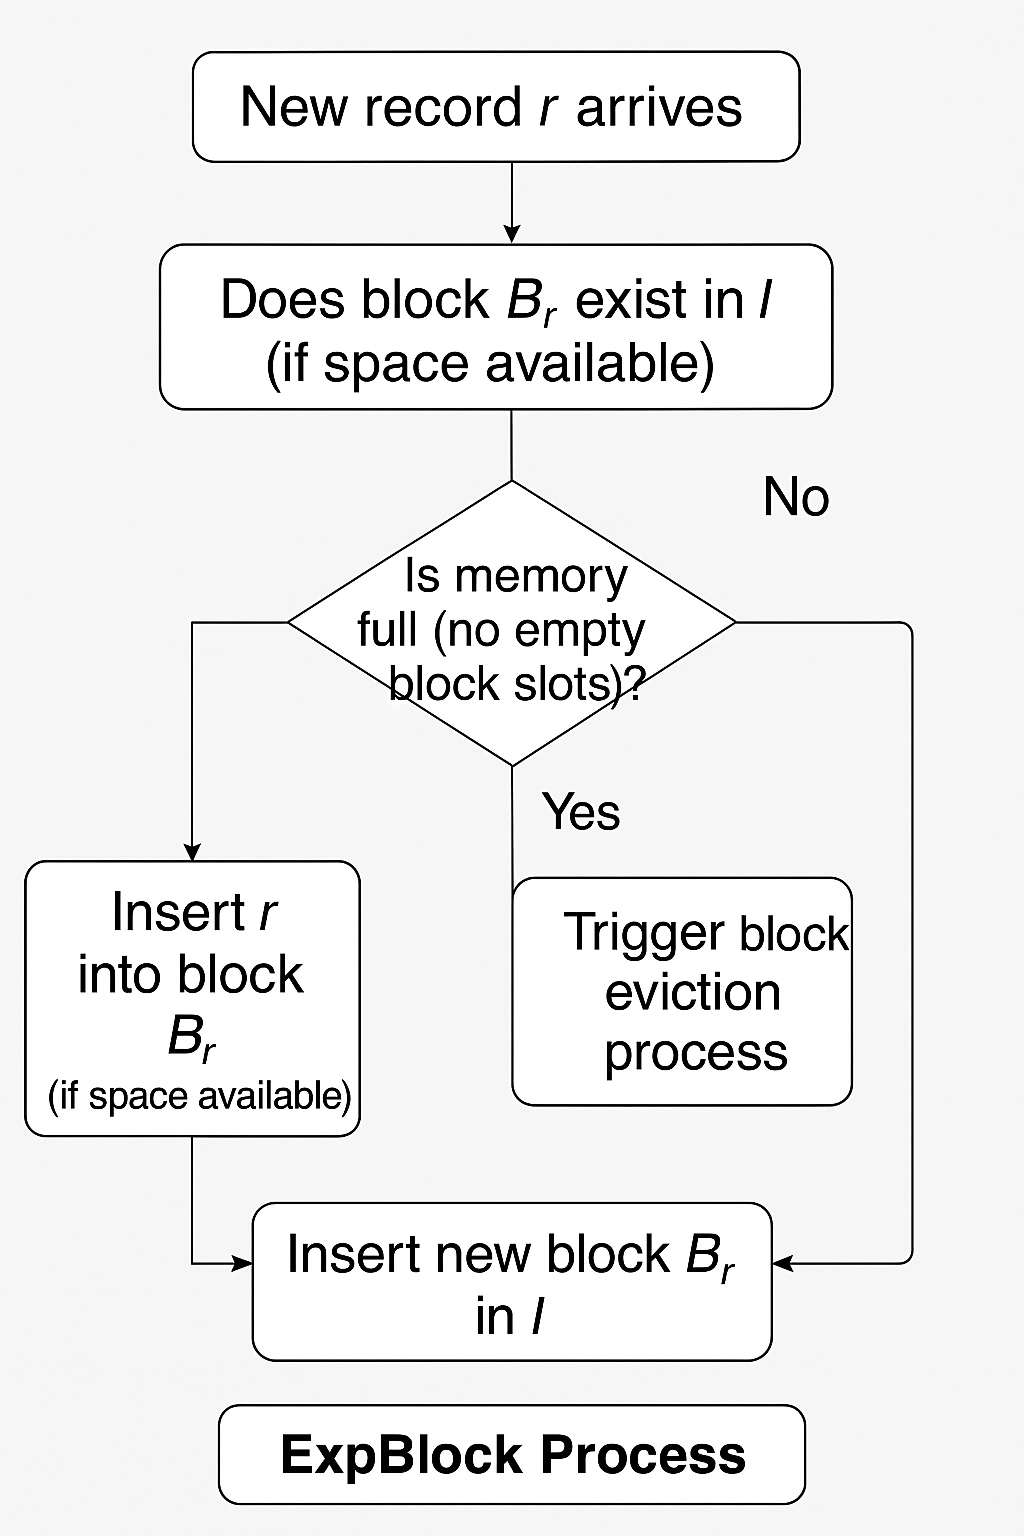 New record r arrives
Does block Br exist in I
(if space available)
No
Is memory
full (no empty
block slots)?
Yes
Insert r
into block
Br
(if space available)
Trigger block
eviction
process
Insert new block Br
in I
ExpBlock Process